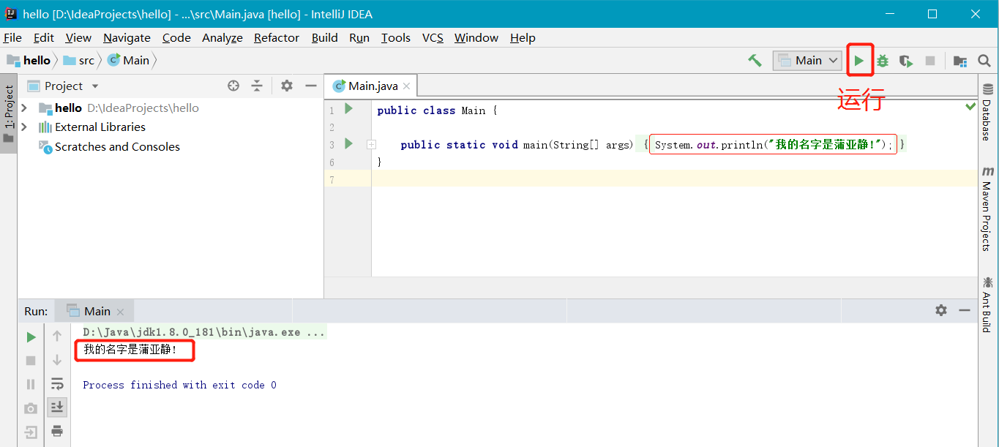 hello [D:\IdeaProjects\hello] - ...\src\Main.java [hello] - IntelliJ IDEA
File Edit View Navigate Code Analyze Refactor Build Run Tools VCS Window Help
hello src Main Main
运行
1: Project
Project
hello D:\IdeaProjects\hello
External Libraries
Scratches and Consoles
Main.java
1 public class Main {
2
3 public static void main(String[] args) { System.out.println("我的名字是蒲亚静!"); }
6 }
7
Database
Maven Projects
Ant Build
Run: Main
D:\Java\jdk1.8.0_181\bin\java.exe ...
我的名字是蒲亚静!
Process finished with exit code 0